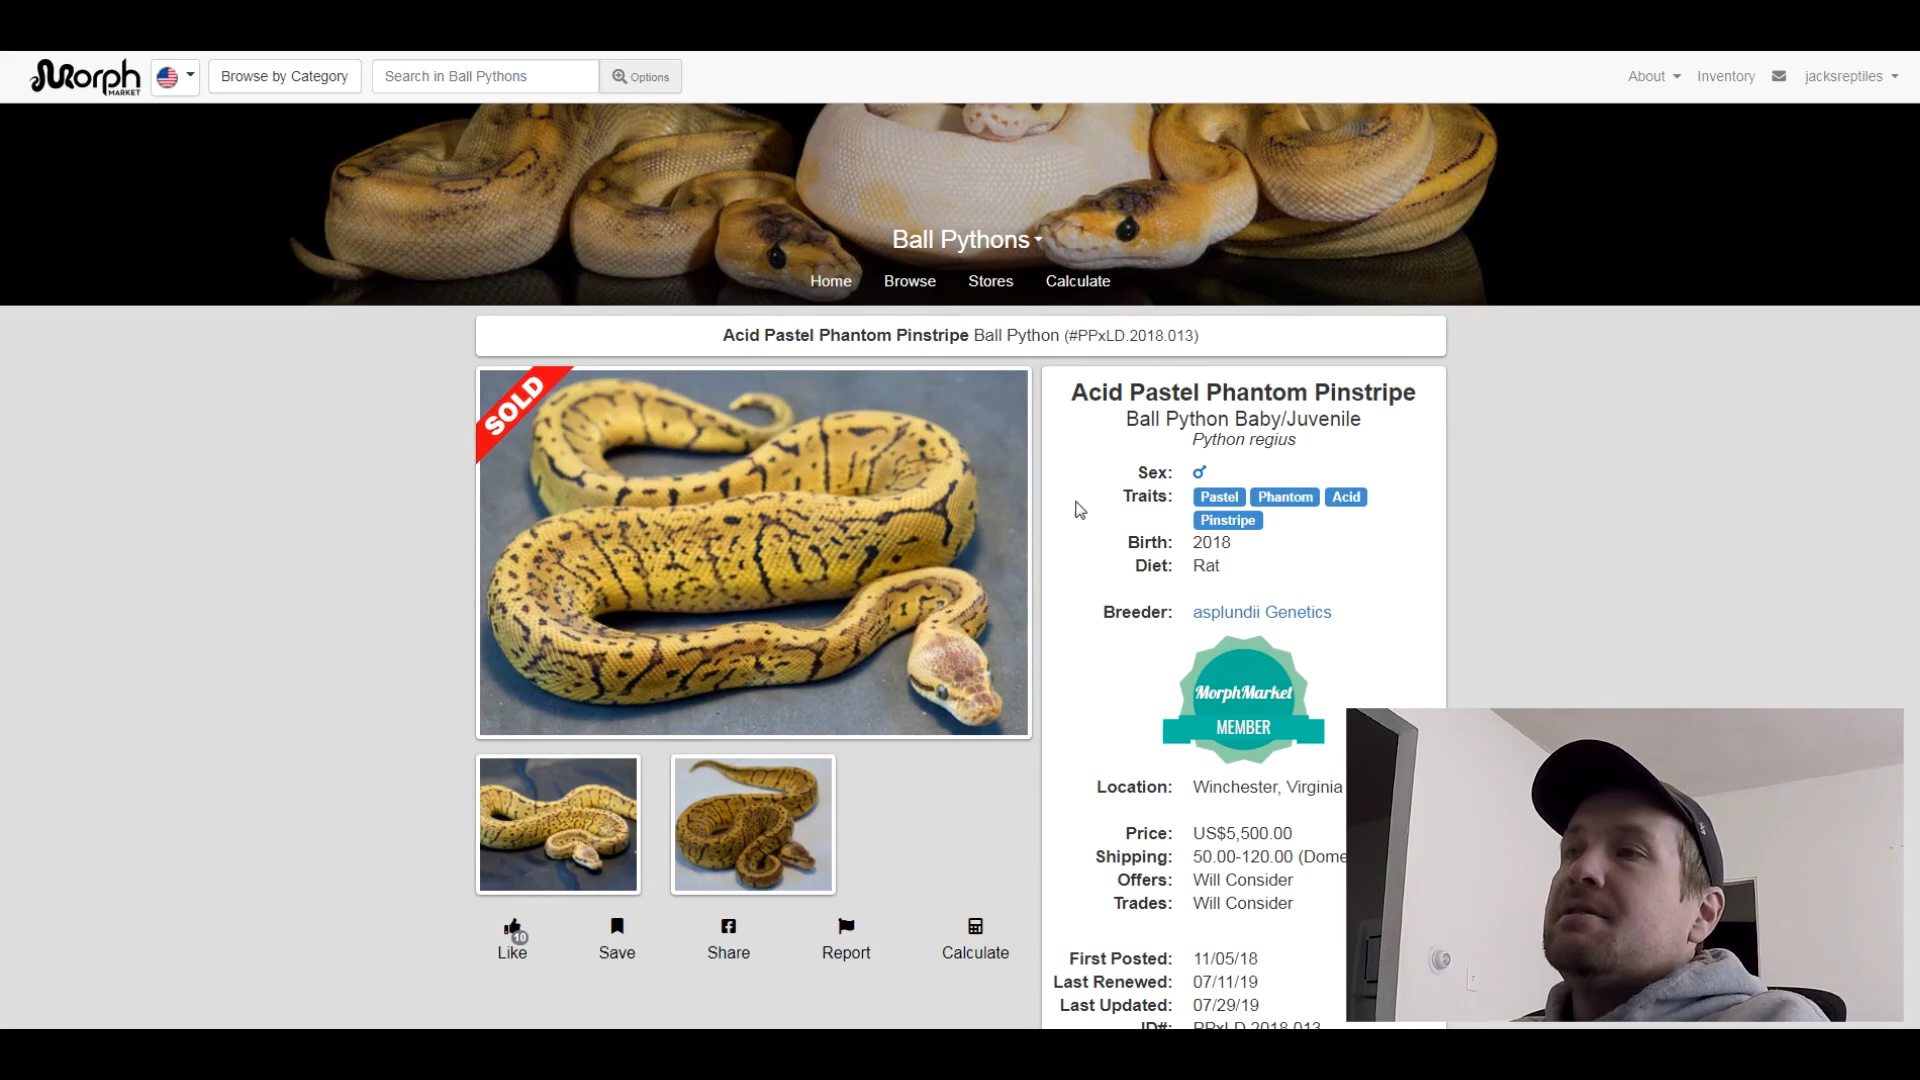 Morph
MARKET
Browse by Category
Search in Ball Pythons
Options
About
Inventory
jacksreptiles
Ball Pythons
Home
Browse
Stores
Calculate
Acid Pastel Phantom Pinstripe Ball Python (#PPxLD.2018.013)
SOLD
Acid Pastel Phantom Pinstripe
Ball Python Baby/Juvenile
Python regius
Sex: ♂
Traits: Pastel Phantom Acid
Pinstripe
Birth: 2018
Diet: Rat
Breeder: asplundii Genetics
MorphMarket
MEMBER
Location: Winchester, Virginia
Price: US$5,500.00
Shipping: 50.00-120.00 (Dome
Offers: Will Consider
Trades: Will Consider
First Posted: 11/05/18
Last Renewed: 07/11/19
Last Updated: 07/29/19
ID#: PPxLD.2018.013
10
Like
Save
Share
Report
Calculate